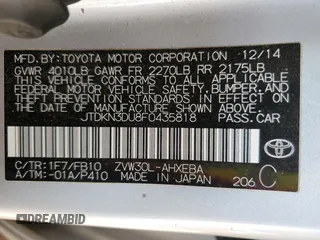 MFD. BY: TOYOTA MOTOR CORPORATION 12/14
GVWR 4010LB GAWR FR 2270LB RR 2175LB
THIS VEHICLE CONFORMS TO ALL APPLICABLE
FEDERAL MOTOR VEHICLE SAFETY, BUMPER, AND
THEFT PREVENTION STANDARDS IN EFFECT ON
THE DATE OF MANUFACTURE SHOWN ABOVE.
JTDKN3DU8F0435818 PASS.CAR
C/TR:1F7/FB10 ZVW30L-AHXEBA
A/TM:-01A/P410 MADE IN JAPAN 206 C
TOYOTA
AUTOBIDMASTER